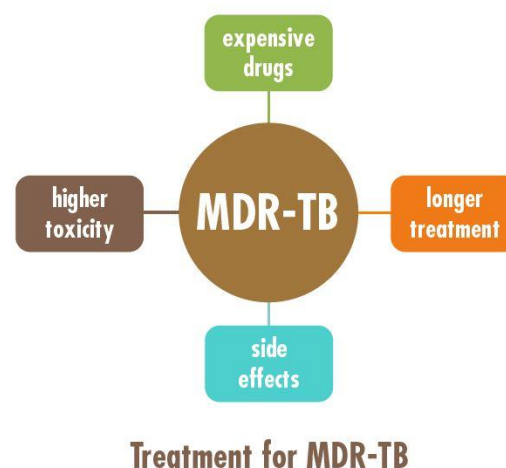 expensive
drugs
higher
toxicity
MDR-TB
longer
treatment
side
effects
Treatment for MDR-TB